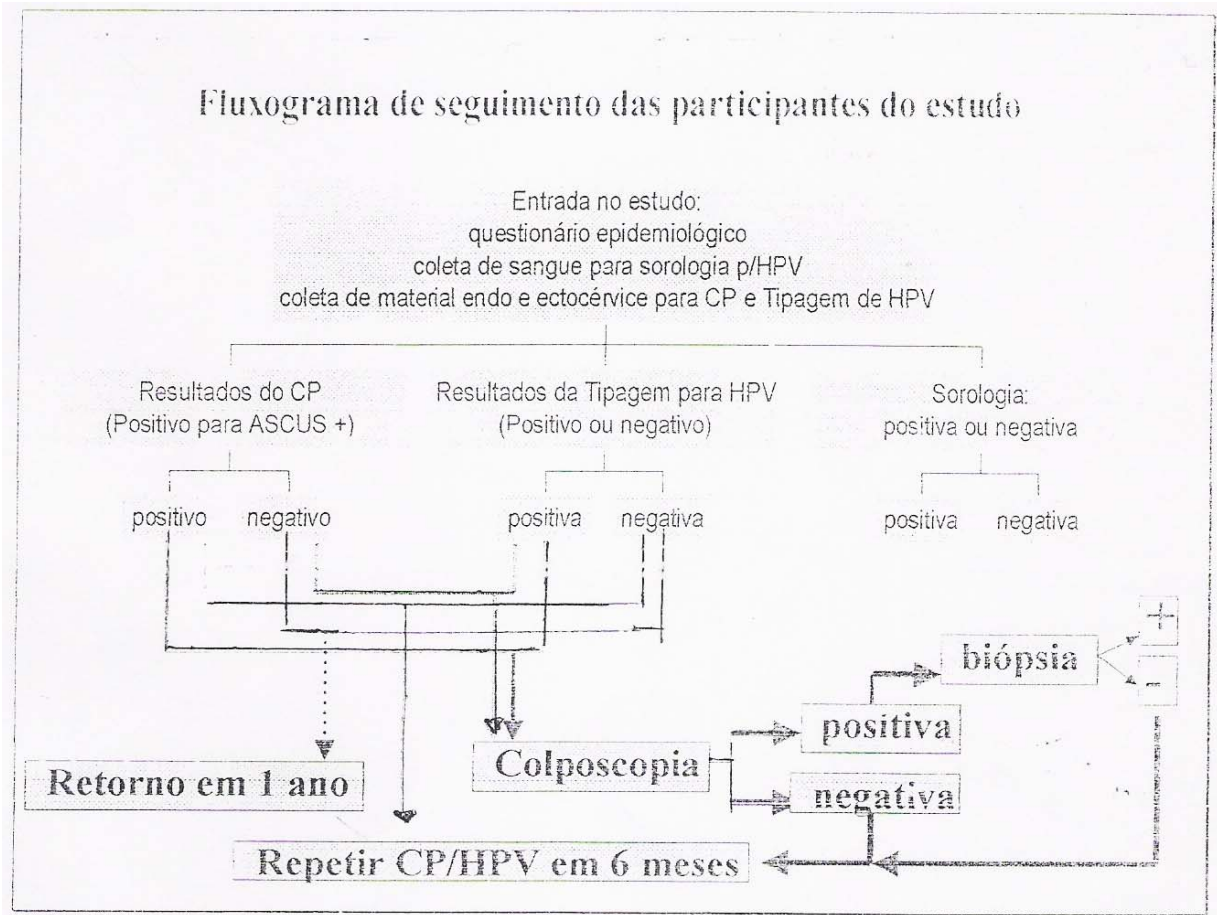 Fluxograma de seguimento das participantes do estudo
Entrada no estudo:
questionário epidemiológico
coleta de sangue para sorologia p/HPV
coleta de material endo e ectocérvice para CP e Tipagem de HPV
Resultados do CP
(Positivo para ASCUS +)
Resultados da Tipagem para HPV
(Positivo ou negativo)
Sorologia:
positiva ou negativa
positivo negativo
positiva negativa
positiva negativa
+
biópsia
-
positiva
Colposcopia
Retorno em 1 ano
negativa
Repetir CP/HPV em 6 meses